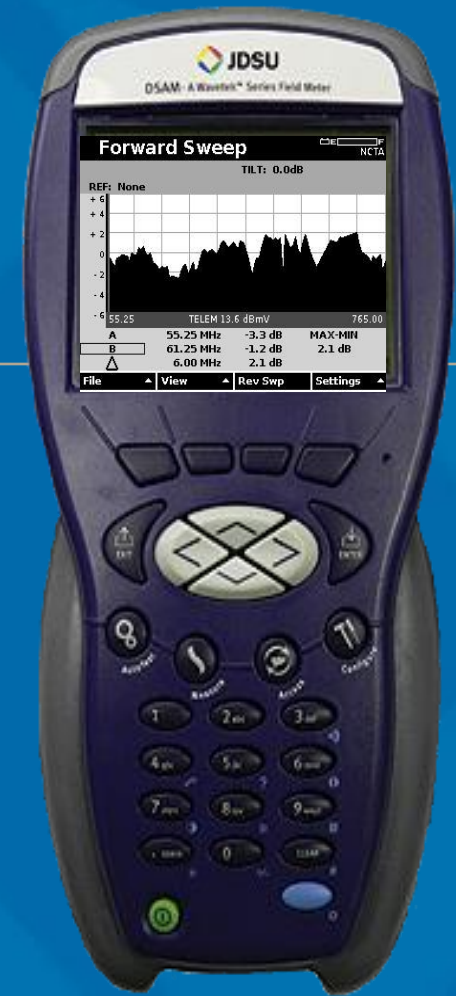 JDSU
DSAM - A Wavetek™ Series Field Meter
Forward Sweep
E F
NCTA
TILT: 0.0dB
REF: None
+ 6
+ 4
+ 2
0
- 2
- 4
- 6
55.25 TELEM 13.6 dBmV 765.00
A 55.25 MHz -3.3 dB MAX-MIN
B 61.25 MHz -1.2 dB 2.1 dB
△ 6.00 MHz 2.1 dB
File View Rev Swp Settings
EXIT ENTER
AutoTest Measure Access Configure
1 2 abc 3 def
4 ghi 5 jkl 6 mno
7 pqrs 8 tuv 9 wxyz
0 CLEAR